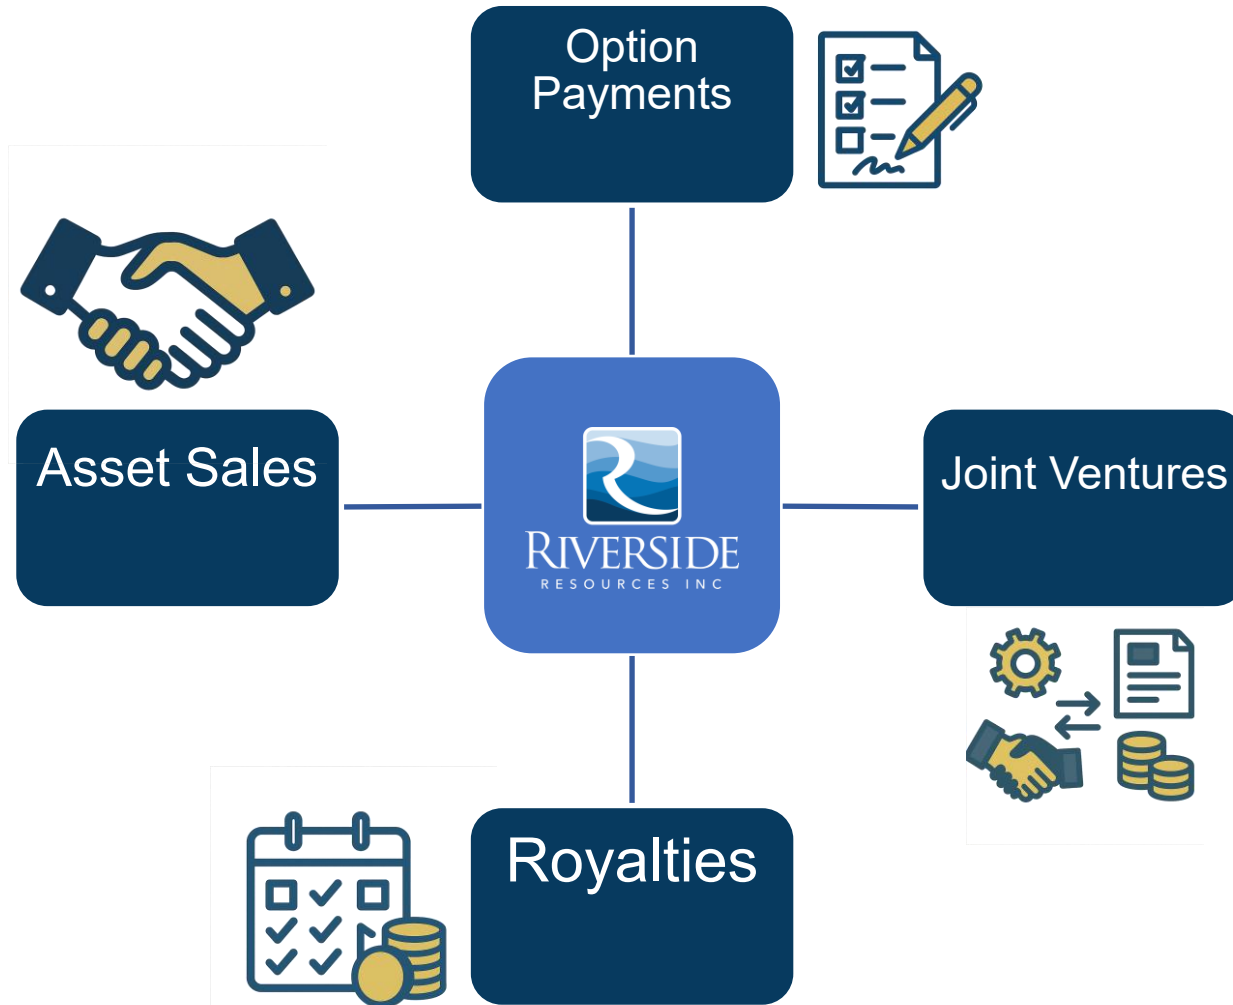 Option
Payments
Asset Sales
RIVERSIDE
RESOURCES INC
Joint Ventures
Royalties